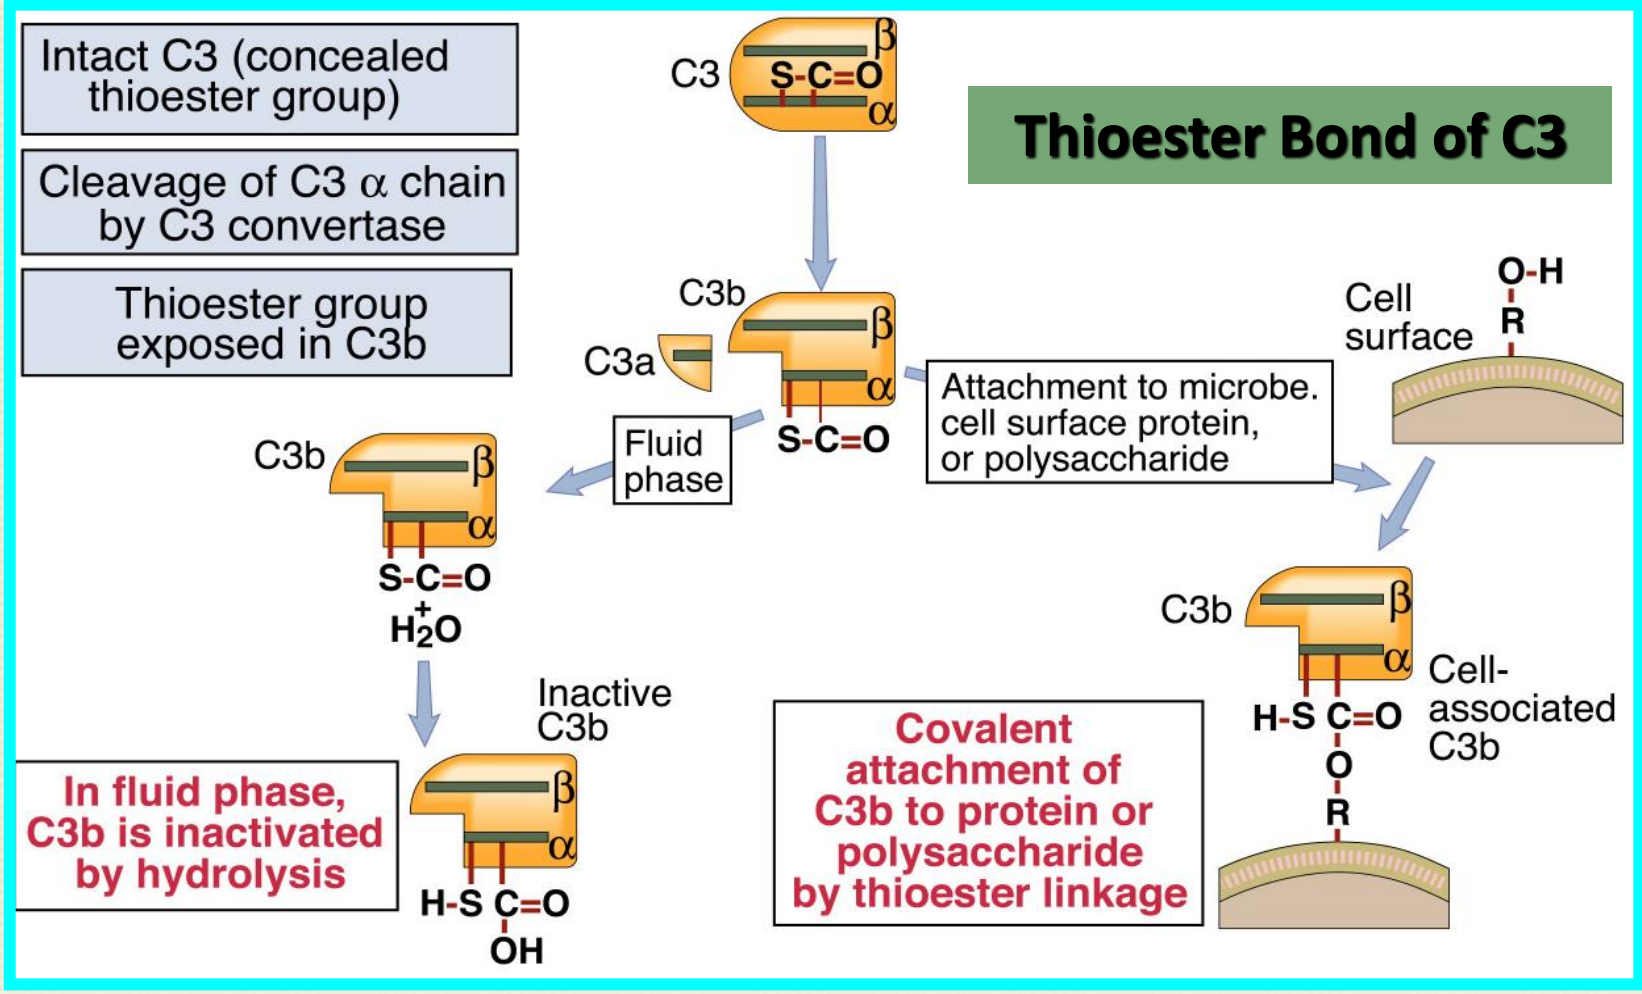 Intact C3 (concealed
thioester group)
Cleavage of C3 α chain
by C3 convertase
Thioester group
exposed in C3b
Thioester Bond of C3
C3
β
S-C=O
α
C3b
β
C3a
α
S-C=O
Fluid
phase
Attachment to microbe.
cell surface protein,
or polysaccharide
Cell
surface
O-H
R
C3b
β
α
S-C=O
+
H2O
Inactive
C3b
In fluid phase,
C3b is inactivated
by hydrolysis
β
α
H-S C=O
OH
Covalent
attachment of
C3b to protein or
polysaccharide
by thioester linkage
C3b
β
α
H-S C=O
O
R
Cell-
associated
C3b